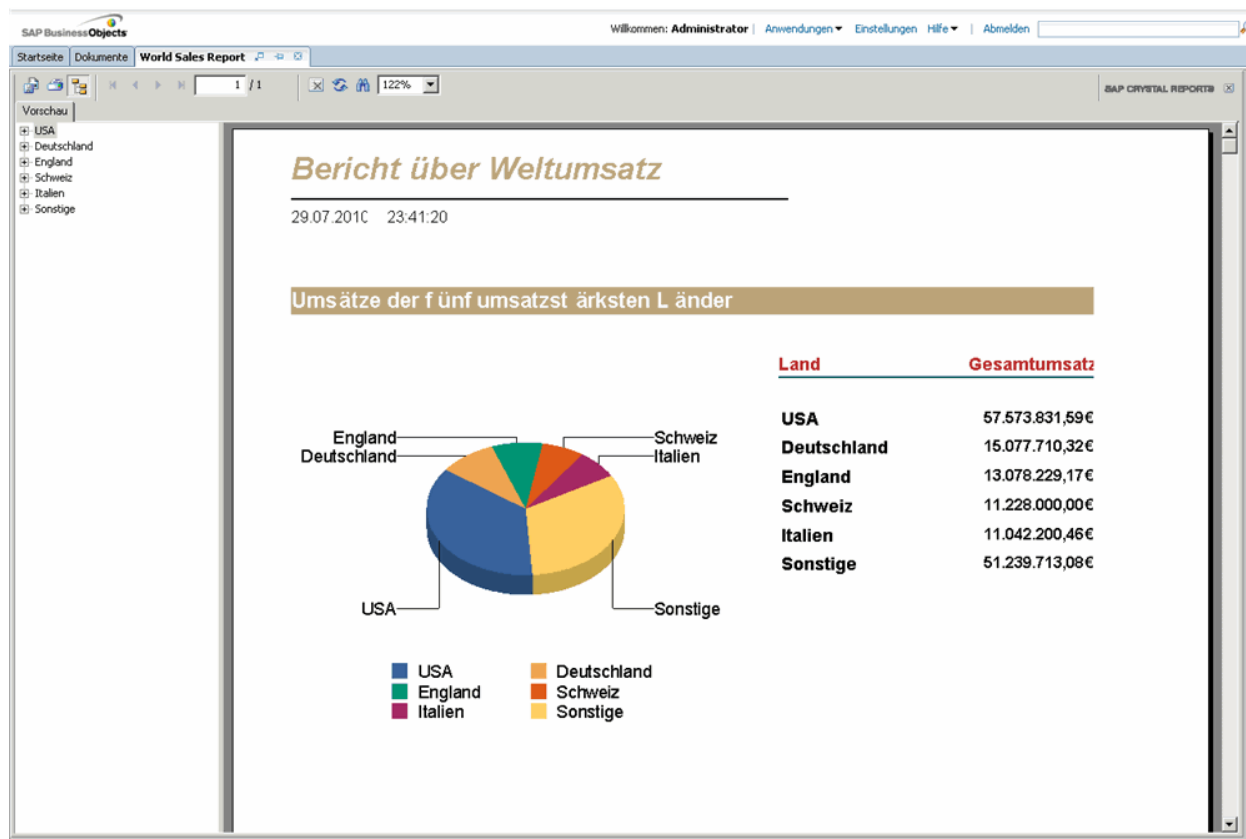 SAP BusinessObjects
Willkommen: Administrator | Anwendungen Einstellungen Hilfe | Abmelden
Startseite Dokumente World Sales Report
1 / 1 122% SAP CRYSTAL REPORTS
Vorschau
USA
Deutschland
England
Schweiz
Italien
Sonstige
Bericht über Weltumsatz
29.07.2010 23:41:20
Umsätze der fünf umsatzstärksten Länder
Land Gesamtumsatz
USA 57.573.831,59€
Deutschland 15.077.710,32€
England 13.078.229,17€
Schweiz 11.228.000,00€
Italien 11.042.200,46€
Sonstige 51.239.713,08€
England Schweiz
Deutschland Italien
USA Sonstige
USA Deutschland
England Schweiz
Italien Sonstige